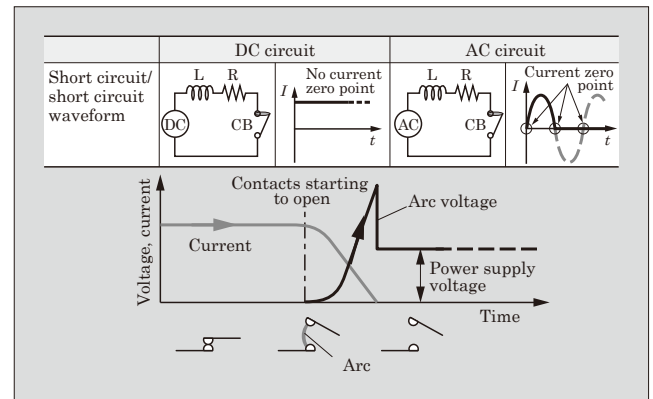 DC circuit
AC circuit
Short circuit/
short circuit
waveform
L R
DC
CB
I
No current
zero point
t
L R
AC
CB
I
Current zero
point
t
Voltage, current
Contacts starting
to open
Current
Arc voltage
Power supply
voltage
Time
Arc